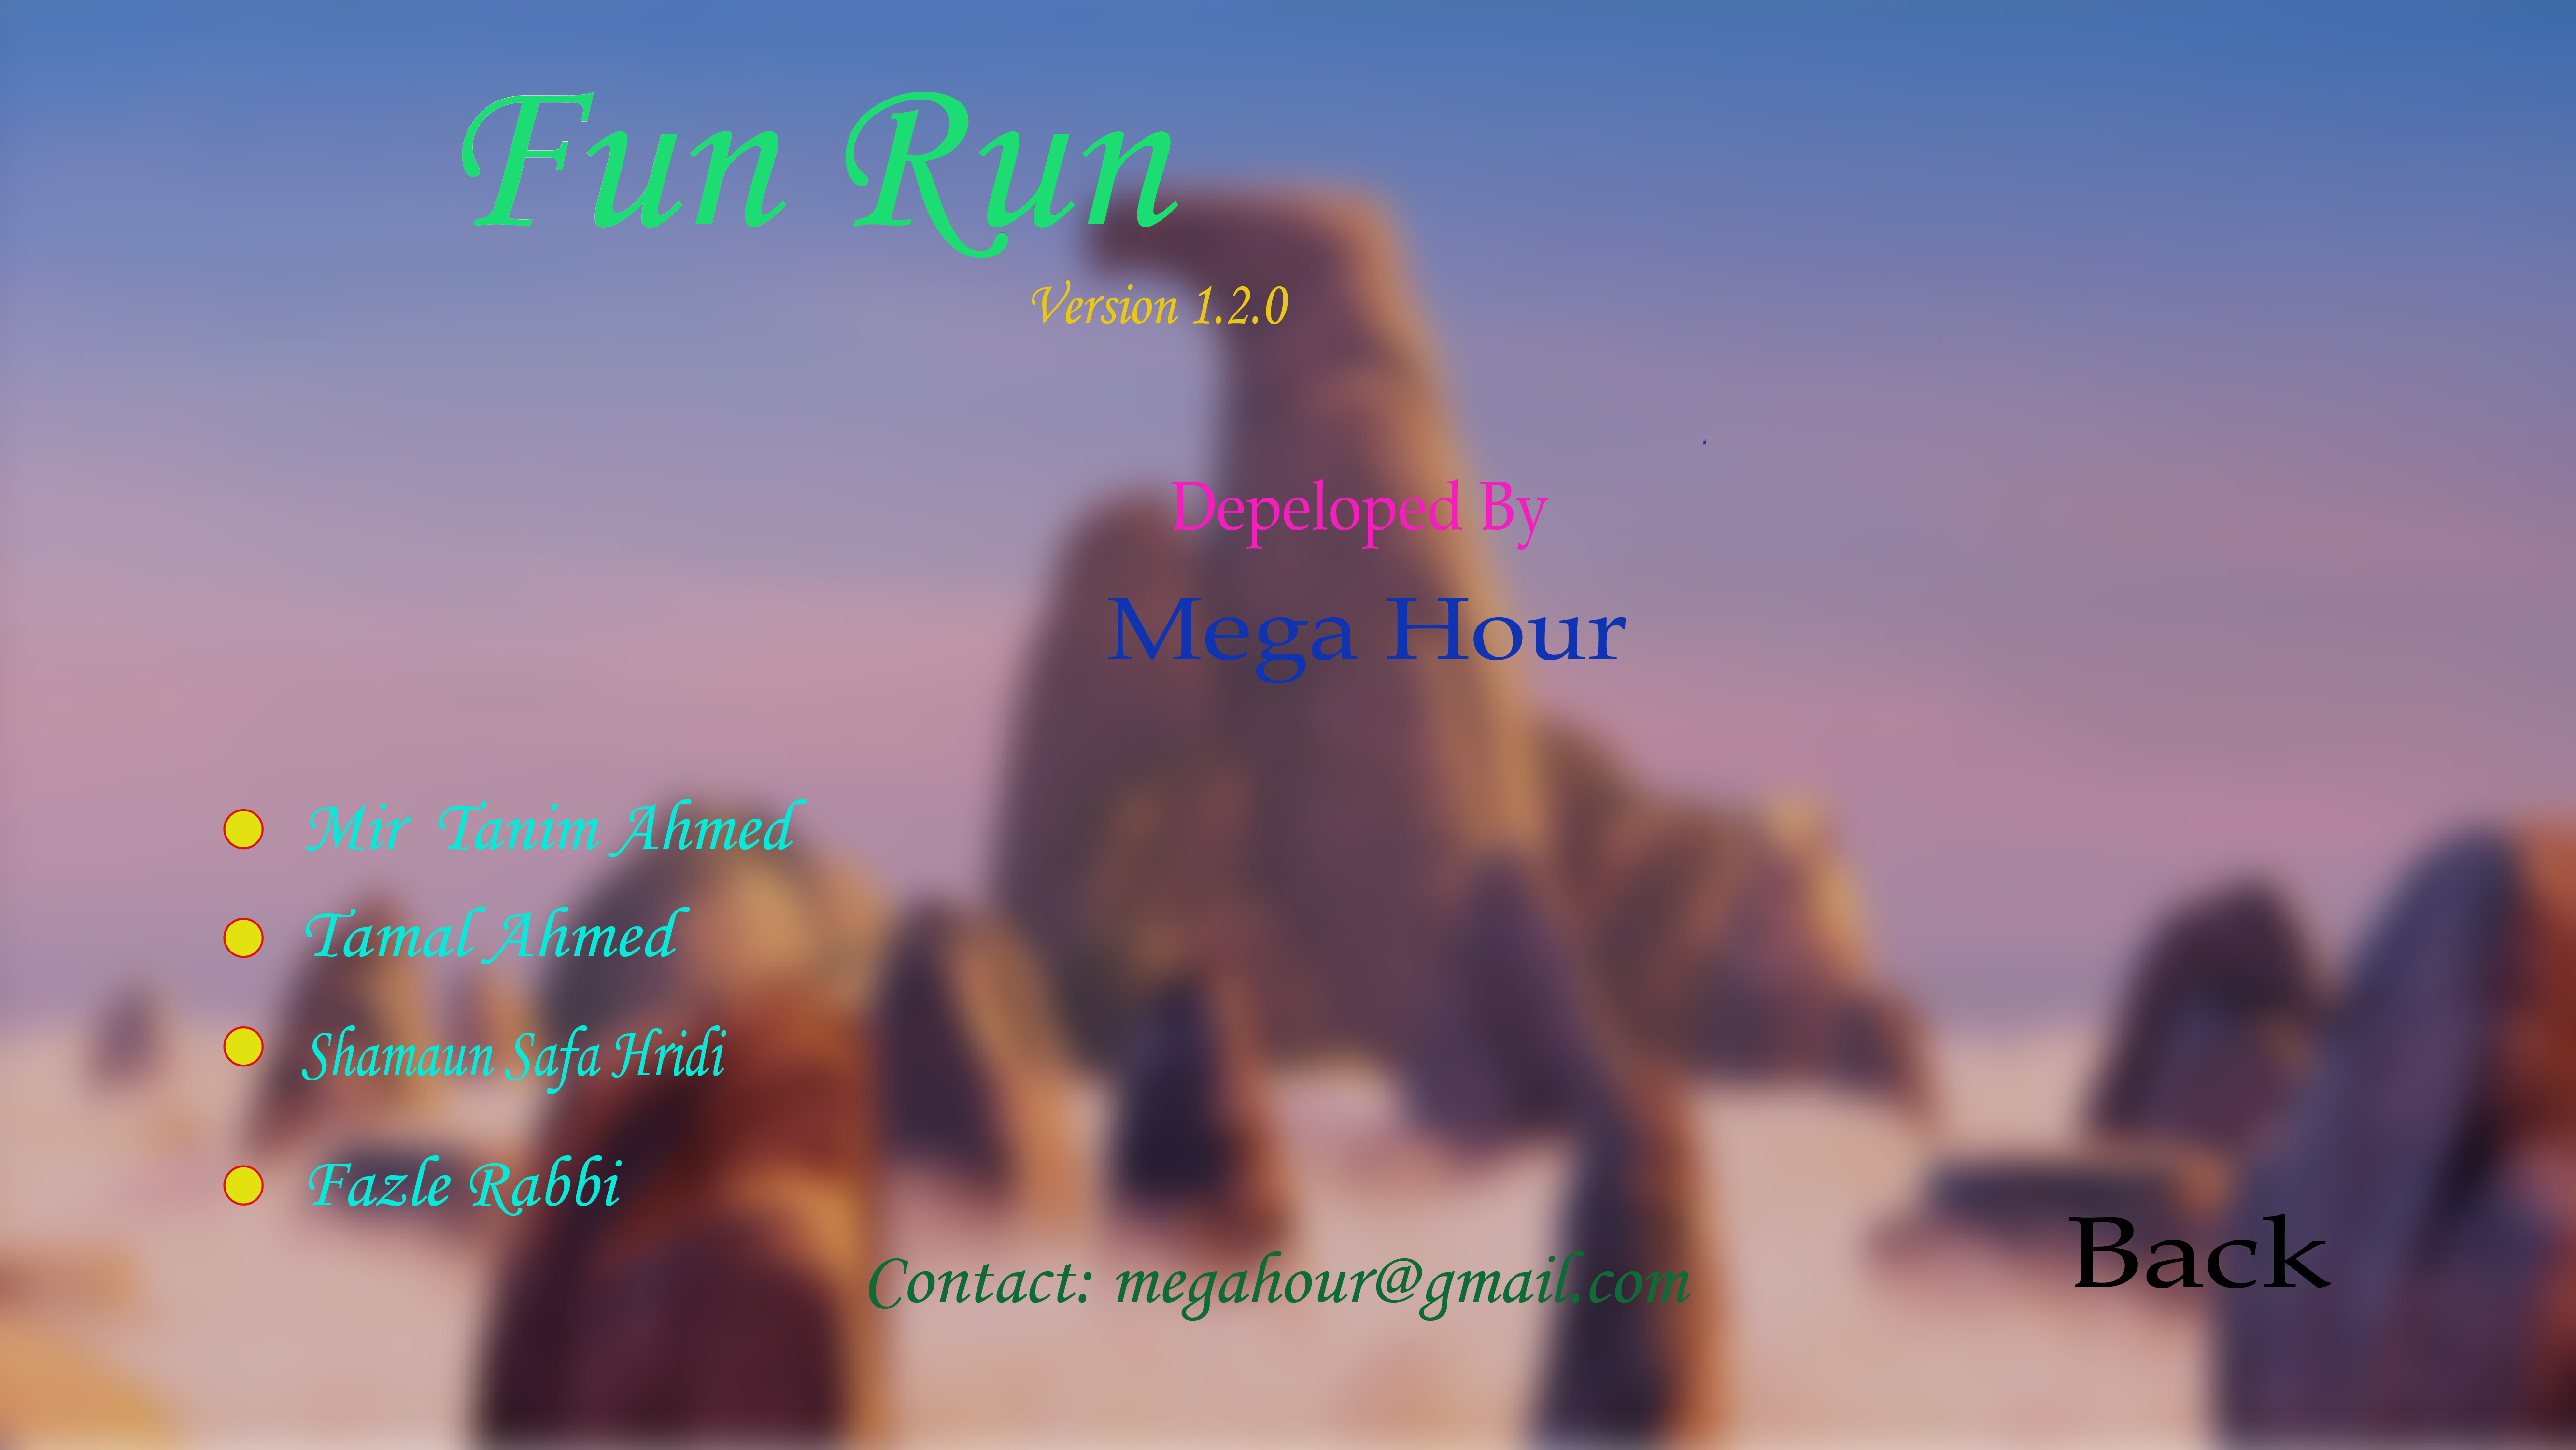 Fun Run
Version 1.2.0
Depeloped By
Mega Hour
Mir Tanim Ahmed
Tamal Ahmed
Shamaun Safa Hridi
Fazle Rabbi
Contact: megahour@gmail.com
Back